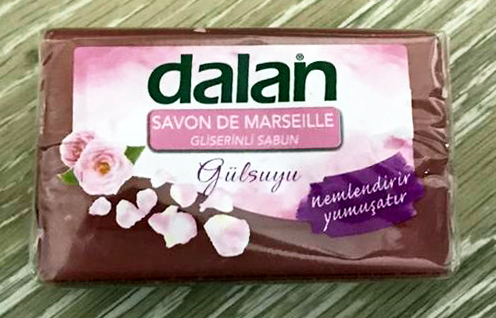 dalan
SAVON DE MARSEILLE
GLİSERİNLİ SABUN
Gülsuyu
nemlendirir
yumuşatır